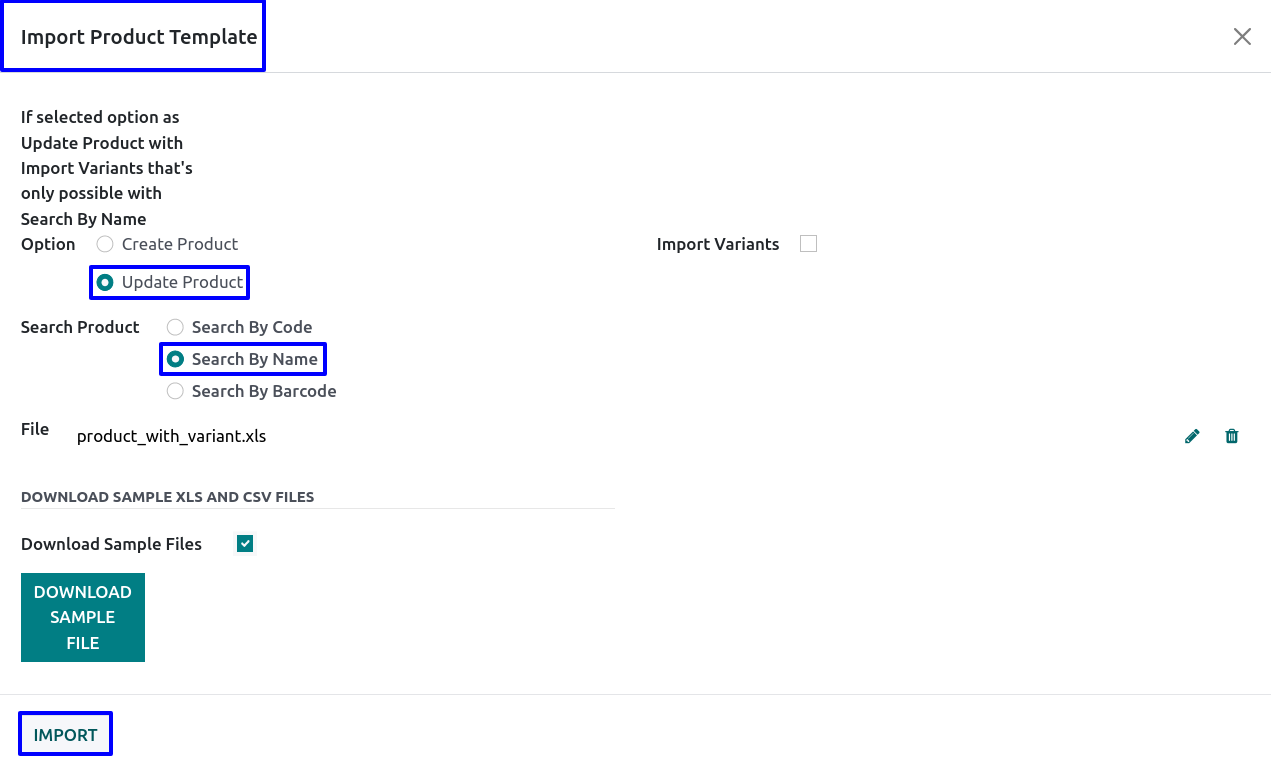 Import Product Template
If selected option as
Update Product with
Import Variants that's
only possible with
Search By Name
Option
Create Product
Import Variants
Update Product
Search Product
Search By Code
Search By Name
Search By Barcode
File
product_with_variant.xls
DOWNLOAD SAMPLE XLS AND CSV FILES
Download Sample Files
DOWNLOAD
SAMPLE
FILE
IMPORT